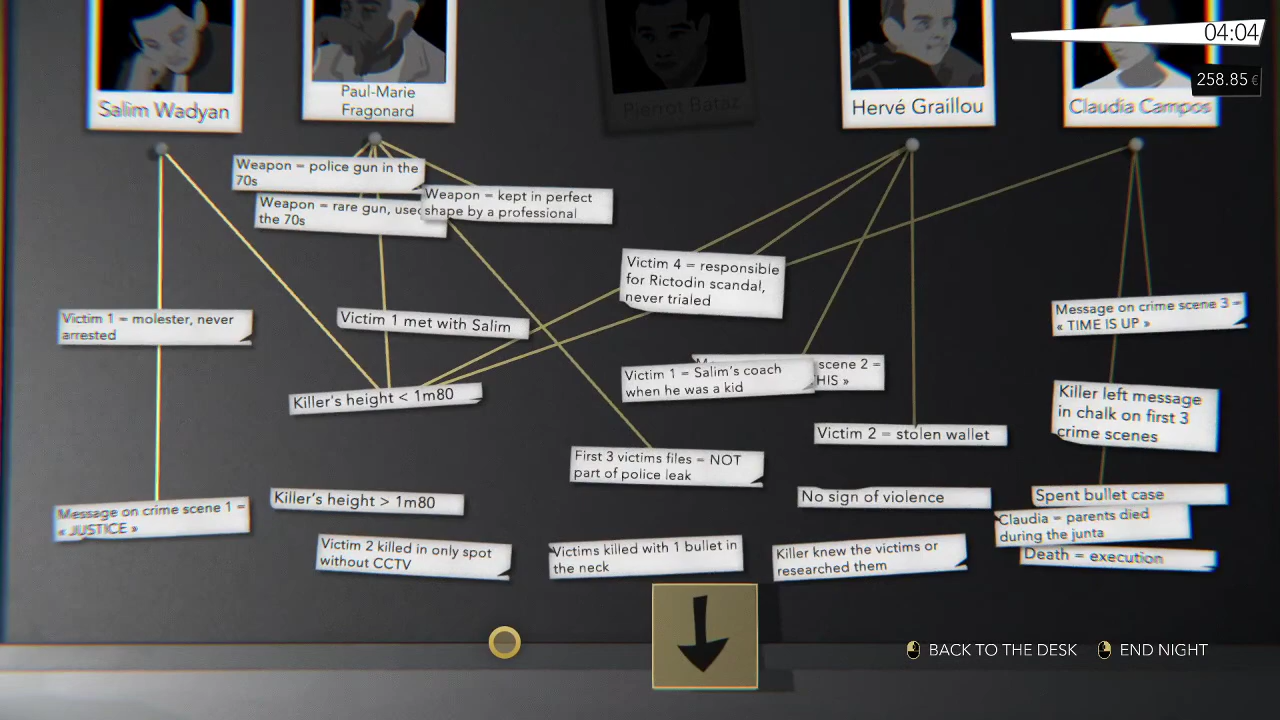 04:04
258.85 €
Salim Wadyan
Paul-Marie
Fragonard
Pierrot Bataz
Hervé Graillou
Claudia Campos
Weapon = police gun in the
70s
Weapon = rare gun, used
the 70s
Weapon = kept in perfect
shape by a professional
Victim 4 = responsible
for Rictodin scandal,
never trialed
Victim 1 = molester, never
arrested
Victim 1 met with Salim
Message on crime scene 3 =
« TIME IS UP »
scene 2 =
HIS »
Victim 1 = Salim's coach
when he was a kid
Killer's height < 1m80
Killer left message
in chalk on first 3
crime scenes
Victim 2 = stolen wallet
First 3 victims files = NOT
part of police leak
Message on crime scene 1 =
« JUSTICE »
Killer's height > 1m80
No sign of violence
Spent bullet case
Claudia = parents died
during the junta
Death = execution
Victim 2 killed in only spot
without CCTV
Victims killed with 1 bullet in
the neck
Killer knew the victims or
researched them
BACK TO THE DESK
END NIGHT